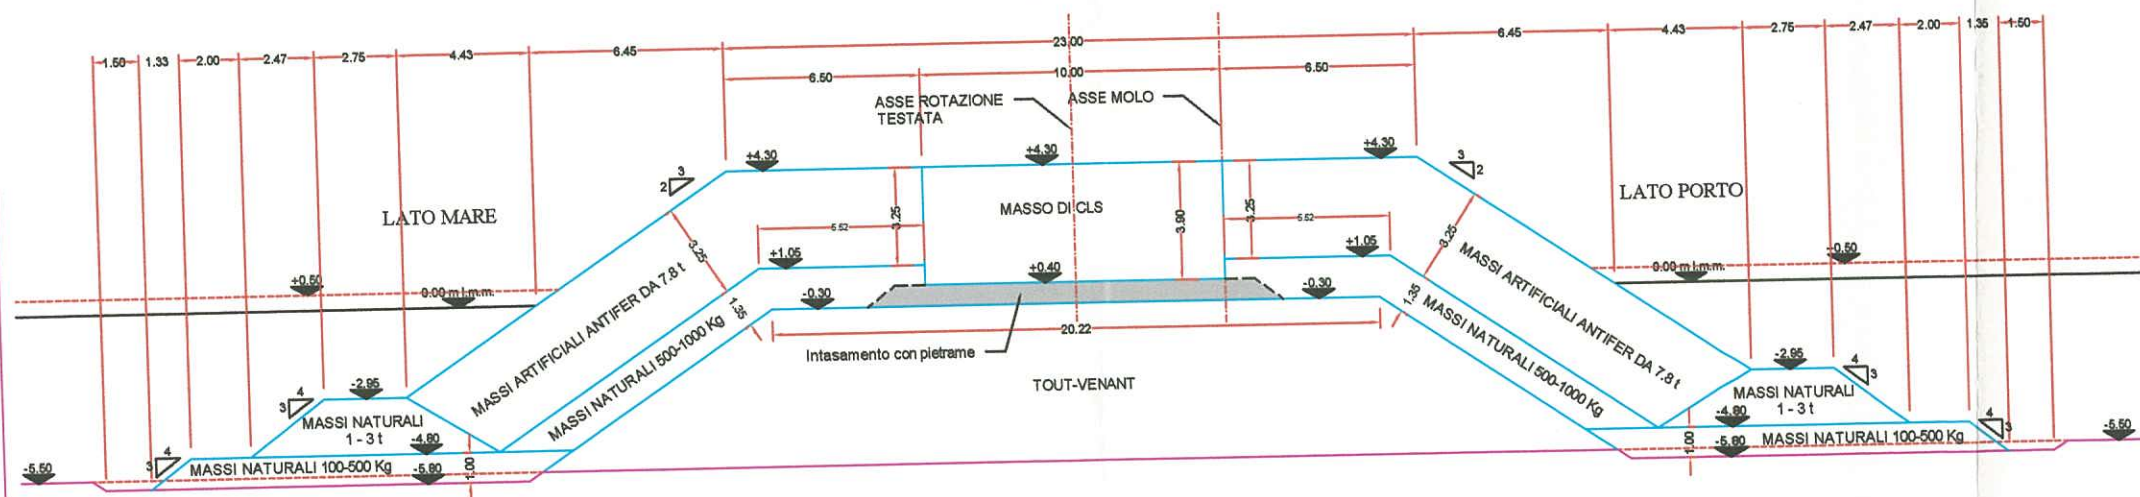 1.50 1.33 2.00 2.47 2.75 4.43 6.45 23.00 6.45 4.43 2.75 2.47 2.00 1.35 1.50
6.50 10.00 6.50
ASSE ROTAZIONE
TESTATA
ASSE MOLO
+4.30 +4.30 +4.30
3
2
3
2
LATO MARE
LATO PORTO
MASSO DI CLS
3.25 3.25 3.90 3.25 3.25
5.52 5.52
+1.05 +1.05
+0.50 +0.50
0.00 m l.m.m. 0.00 m l.m.m.
+0.40
-0.30 -0.30
1.35 1.35
20.22
MASSI ARTIFICIALI ANTIFER DA 7.8 t
MASSI NATURALI 500-1000 Kg
MASSI ARTIFICIALI ANTIFER DA 7.8 t
MASSI NATURALI 500-1000 Kg
Intasamento con pietrame
TOUT-VENANT
-2.95 -2.95
4
3
4
3
MASSI NATURALI
1 - 3 t
MASSI NATURALI
1 - 3 t
-4.80 -4.80
4
3
4
3
-5.50 -5.50
MASSI NATURALI 100-500 Kg
-5.80 1.00
1.00 -5.80
MASSI NATURALI 100-500 Kg